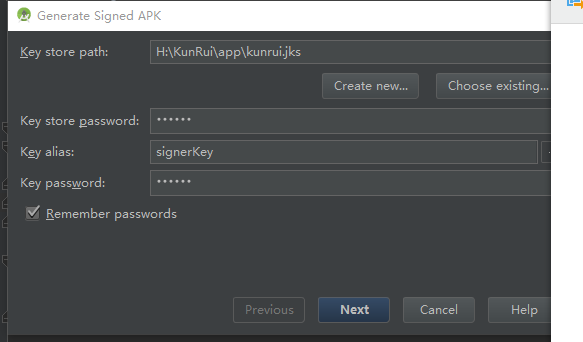 Generate Signed APK
Key store path: H:\KunRui\app\kunrui.jks
Create new... Choose existing...
Key store password: ••••••
Key alias: signerKey
Key password: ••••••
Remember passwords
Previous Next Cancel Help